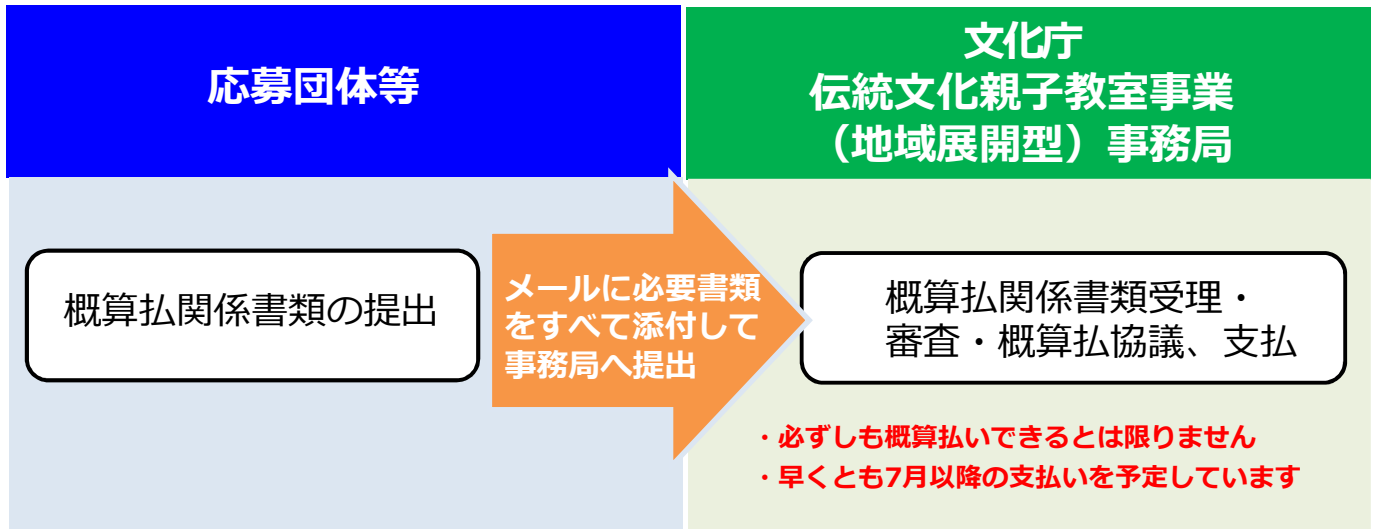 応募団体等
文化庁
伝統文化親子教室事業
（地域展開型）事務局
概算払関係書類の提出
メールに必要書類
をすべて添付して
事務局へ提出
概算払関係書類受理・
審査・概算払協議、支払
・必ずしも概算払いできるとは限りません
・早くとも7月以降の支払いを予定しています